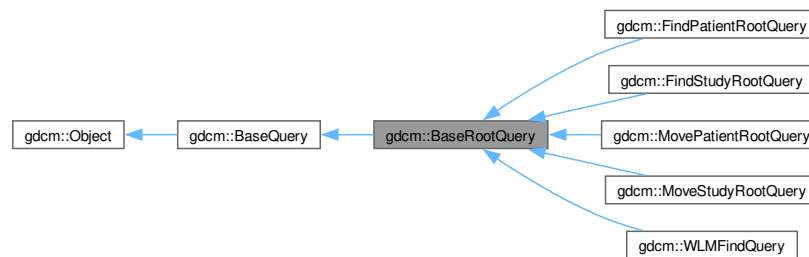 gdcm::FindPatientRootQuery
gdcm::FindStudyRootQuery
gdcm::Object
gdcm::BaseQuery
gdcm::BaseRootQuery
gdcm::MovePatientRootQuery
gdcm::MoveStudyRootQuery
gdcm::WLMFindQuery